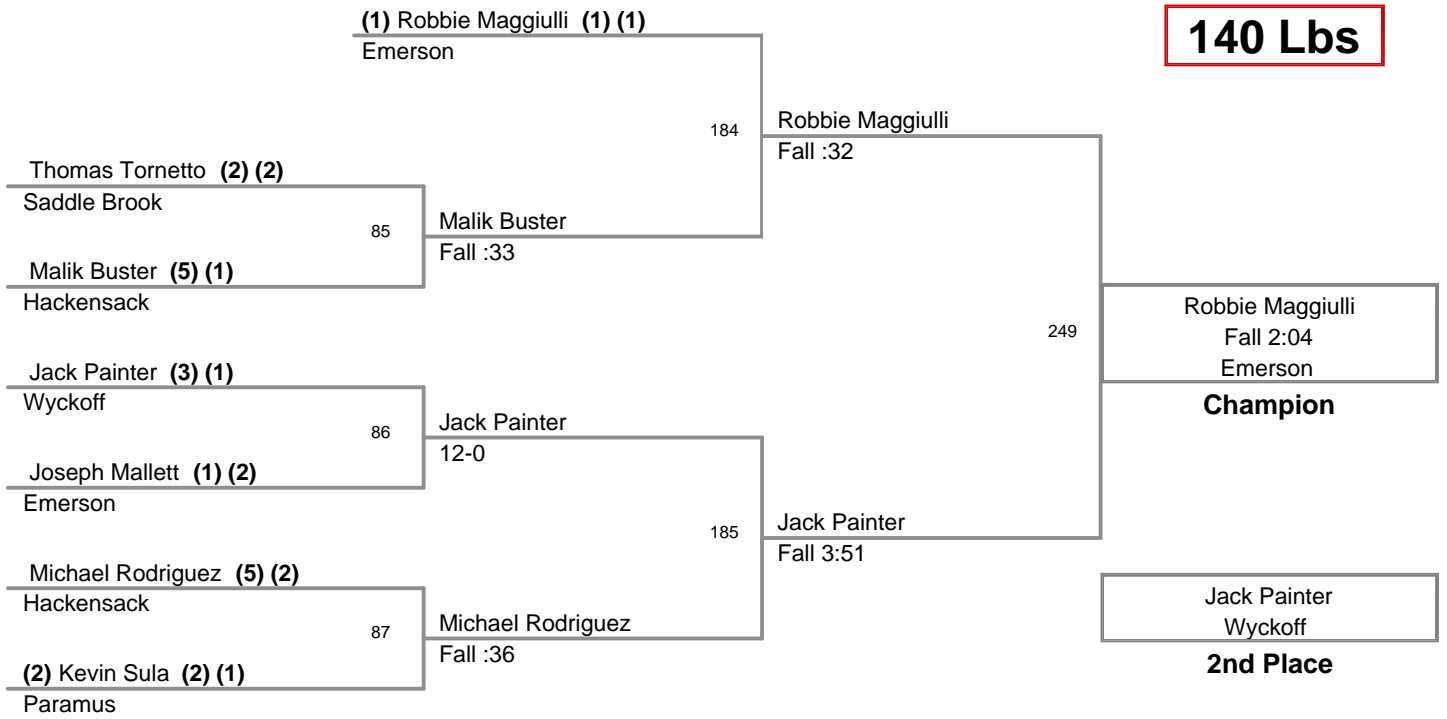 (1) Robbie Maggiulli (1) (1)
Emerson
140 Lbs
184
Robbie Maggiulli
Fall :32
Thomas Tornetto (2) (2)
Saddle Brook
85
Malik Buster
Fall :33
Malik Buster (5) (1)
Hackensack
249
Robbie Maggiulli
Fall 2:04
Emerson
Champion
Jack Painter (3) (1)
Wyckoff
86
Jack Painter
12-0
Joseph Mallett (1) (2)
Emerson
185
Jack Painter
Fall 3:51
Michael Rodriguez (5) (2)
Hackensack
87
Michael Rodriguez
Fall :36
(2) Kevin Sula (2) (1)
Paramus
Jack Painter
Wyckoff
2nd Place